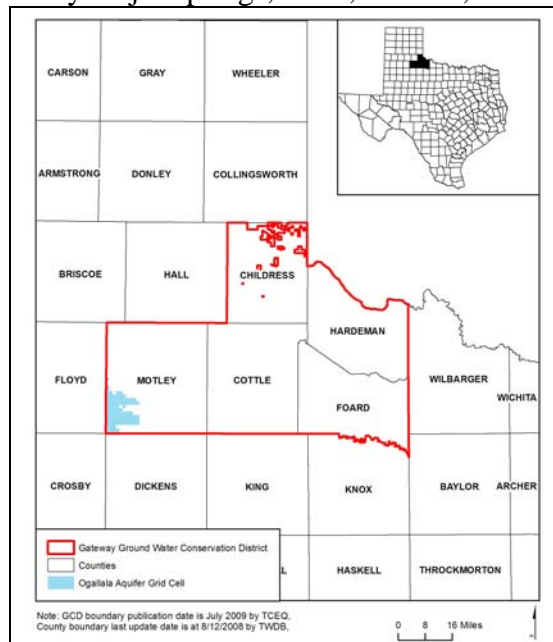 CARSON GRAY WHEELER
ARMSTRONG DONLEY COLLINGSWORTH
BRISCOE HALL CHILDRESS
HARDEMAN
FLOYD MOTLEY COTTLE WILBARGER
FOARD WICHITA
CROSBY DICKENS KING KNOX BAYLOR ARCHER
HASKELL THROCKMORTON
Gateway Ground Water Conservation District
Counties
Ogallala Aquifer Grid Cell
Note: GCD boundary publication date is July 2009 by TCEQ,
County boundary last update date is at 8/12/2008 by TWDB,
0 8 16 Miles